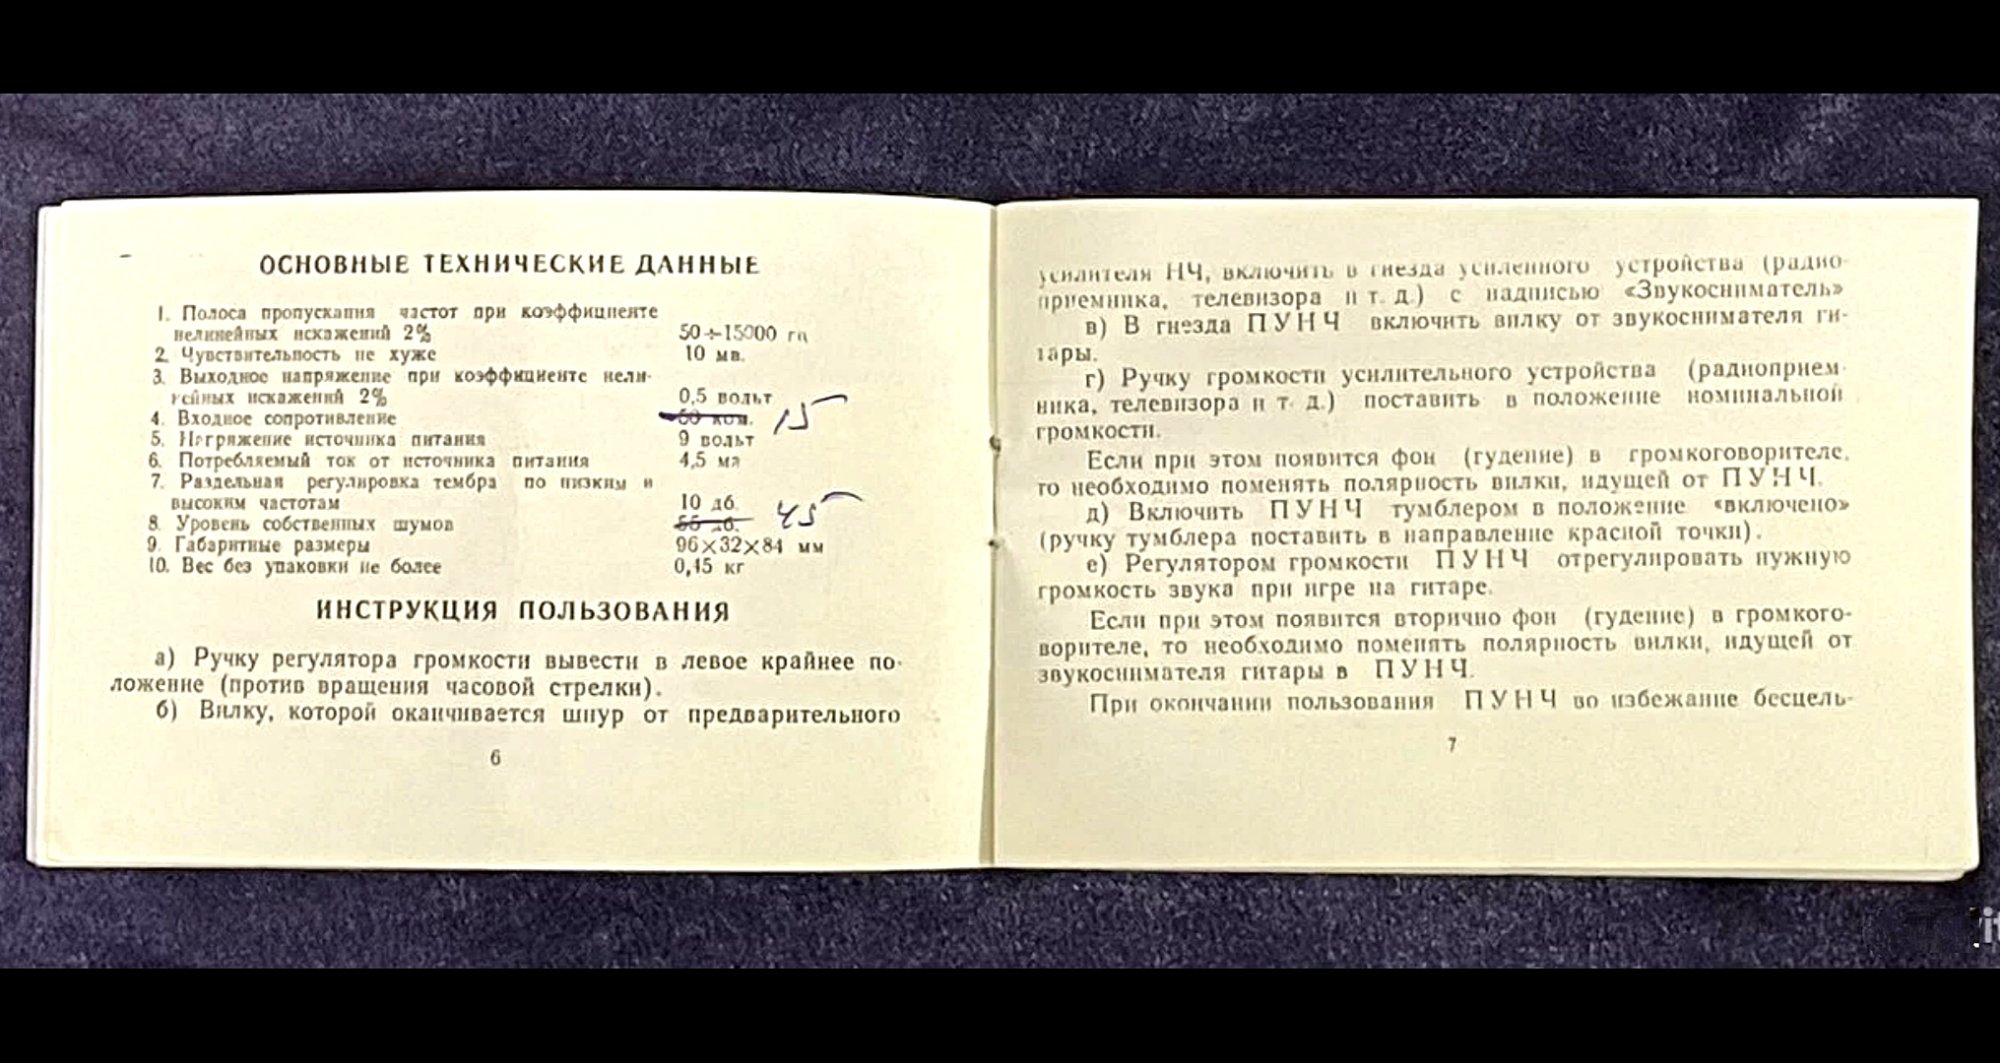 ОСНОВНЫЕ ТЕХНИЧЕСКИЕ ДАННЫЕ
1. Полоса пропускания частот при коэффициенте
нелинейных искажений 2% 50÷15000 гц
2. Чувствительность не хуже 10 мв.
3. Выходное напряжение при коэффициенте нели-
нейных искажений 2% 0,5 вольт
4. Входное сопротивление ком. 15
5. Напряжение источника питания 9 вольт
6. Потребляемый ток от источника питания 4,5 ма
7. Раздельная регулировка тембра по низким и
высоким частотам 10 дб.
8. Уровень собственных шумов 55 дб. 45
9. Габаритные размеры 96×32×84 мм
10. Вес без упаковки не более 0,15 кг
ИНСТРУКЦИЯ ПОЛЬЗОВАНИЯ
а) Ручку регулятора громкости вывести в левое крайнее по-
ложение (против вращения часовой стрелки).
б) Вилку, которой оканчивается шнур от предварительного
6
усилителя НЧ, включить в гнезда усиленного устройства (радио-
приемника, телевизора и т. д.) с надписью «Звукосниматель»
в) В гнезда ПУНЧ включить вилку от звукоснимателя ги-
тары.
г) Ручку громкости усилительного устройства (радиоприем-
ника, телевизора и т. д.) поставить в положение номинальной
громкости.
Если при этом появится фон (гудение) в громкоговорителе,
то необходимо поменять полярность вилки, идущей от ПУНЧ.
д) Включить ПУНЧ тумблером в положение «включено»
(ручку тумблера поставить в направление красной точки).
е) Регулятором громкости ПУНЧ отрегулировать нужную
громкость звука при игре на гитаре.
Если при этом появится вторично фон (гудение) в громкого-
ворителе, то необходимо поменять полярность вилки, идущей от
звукоснимателя гитары в ПУНЧ.
При окончании пользования ПУНЧ во избежание бесцель-
7